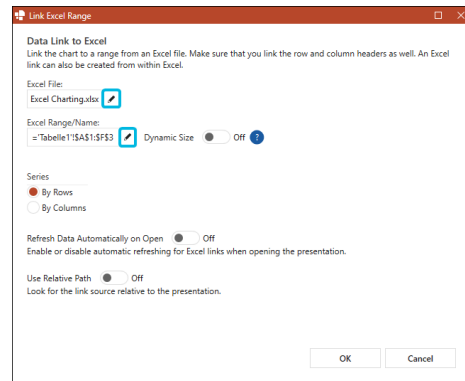 Link Excel Range
Data Link to Excel
Link the chart to a range from an Excel file. Make sure that you link the row and column headers as well. An Excel
link can also be created from within Excel.
Excel File:
Excel Charting.xlsx
Excel Range/Name:
='Tabelle1'!$A$1:$F$3 Dynamic Size Off ?
Series
By Rows
By Columns
Refresh Data Automatically on Open Off
Enable or disable automatic refreshing for Excel links when opening the presentation.
Use Relative Path Off
Look for the link source relative to the presentation.
OK Cancel